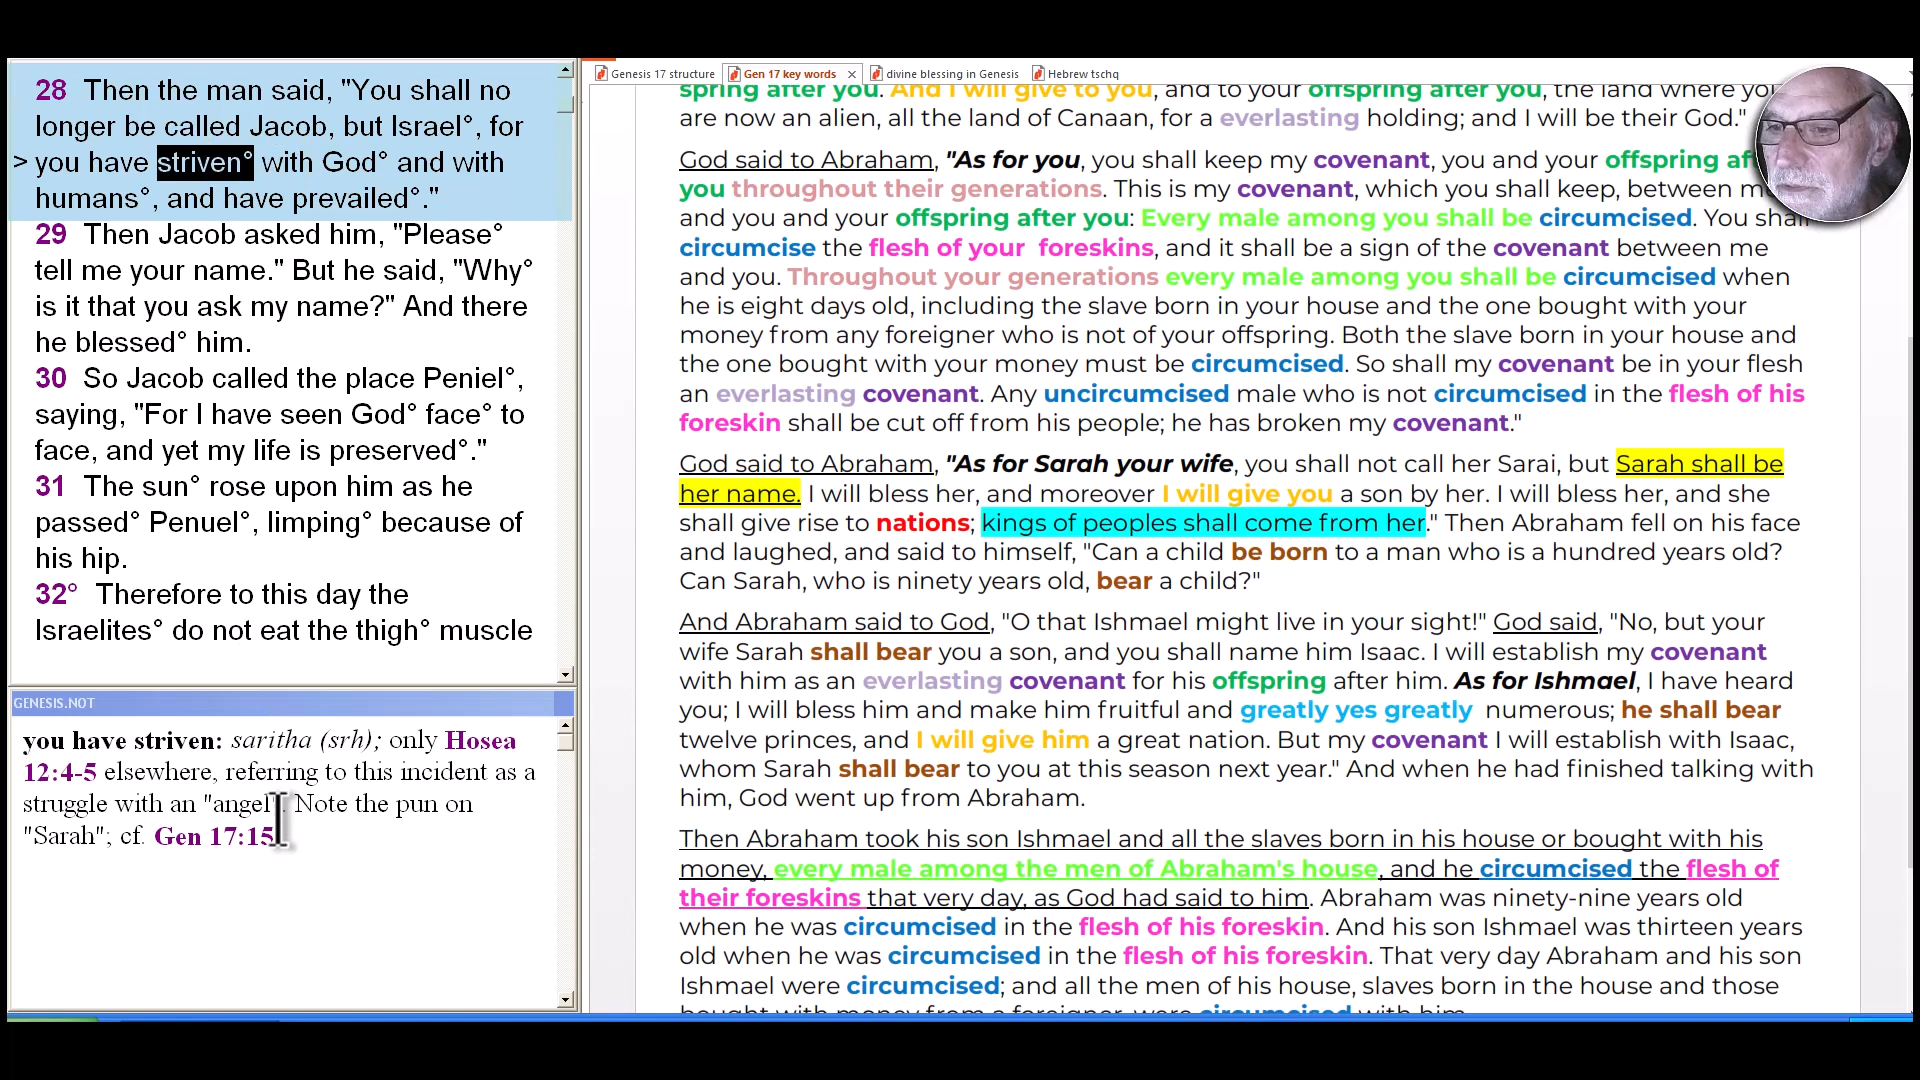 28 Then the man said, "You shall no
longer be called Jacob, but Israel°, for
> you have striven° with God° and with
humans°, and have prevailed°."
29 Then Jacob asked him, "Please°
tell me your name." But he said, "Why°
is it that you ask my name?" And there
he blessed° him.
30 So Jacob called the place Peniel°,
saying, "For I have seen God° face° to
face, and yet my life is preserved°."
31 The sun° rose upon him as he
passed° Penuel°, limping° because of
his hip.
32° Therefore to this day the
Israelites° do not eat the thigh° muscle
GENESIS.NOT
you have striven: saritha (srh); only Hosea
12:4-5 elsewhere, referring to this incident as a
struggle with an "angel". Note the pun on
"Sarah"; cf. Gen 17:15
Genesis 17 structure
Gen 17 key words
divine blessing in Genesis
Hebrew tschq
spring after you. And I will give to you, and to your offspring after you, the land where you
are now an alien, all the land of Canaan, for a everlasting holding; and I will be their God."
God said to Abraham, "As for you, you shall keep my covenant, you and your offspring
you throughout their generations. This is my covenant, which you shall keep, between
and you and your offspring after you: Every male among you shall be circumcised. You shall
circumcise the flesh of your foreskins, and it shall be a sign of the covenant between me
and you. Throughout your generations every male among you shall be circumcised when
he is eight days old, including the slave born in your house and the one bought with your
money from any foreigner who is not of your offspring. Both the slave born in your house and
the one bought with your money must be circumcised. So shall my covenant be in your flesh
an everlasting covenant. Any uncircumcised male who is not circumcised in the flesh of his
foreskin shall be cut off from his people; he has broken my covenant."
God said to Abraham, "As for Sarah your wife, you shall not call her Sarai, but Sarah shall be
her name. I will bless her, and moreover I will give you a son by her. I will bless her, and she
shall give rise to nations; kings of peoples shall come from her." Then Abraham fell on his face
and laughed, and said to himself, "Can a child be born to a man who is a hundred years old?
Can Sarah, who is ninety years old, bear a child?"
And Abraham said to God, "O that Ishmael might live in your sight!" God said, "No, but your
wife Sarah shall bear you a son, and you shall name him Isaac. I will establish my covenant
with him as an everlasting covenant for his offspring after him. As for Ishmael, I have heard
you; I will bless him and make him fruitful and greatly yes greatly numerous; he shall bear
twelve princes, and I will give him a great nation. But my covenant I will establish with Isaac,
whom Sarah shall bear to you at this season next year." And when he had finished talking with
him, God went up from Abraham.
Then Abraham took his son Ishmael and all the slaves born in his house or bought with his
money, every male among the men of Abraham's house, and he circumcised the flesh of
their foreskins that very day, as God had said to him. Abraham was ninety-nine years old
when he was circumcised in the flesh of his foreskin. And his son Ishmael was thirteen years
old when he was circumcised in the flesh of his foreskin. That very day Abraham and his son
Ishmael were circumcised; and all the men of his house, slaves born in the house and those
bought with money from a foreigner, were circumcised with him.